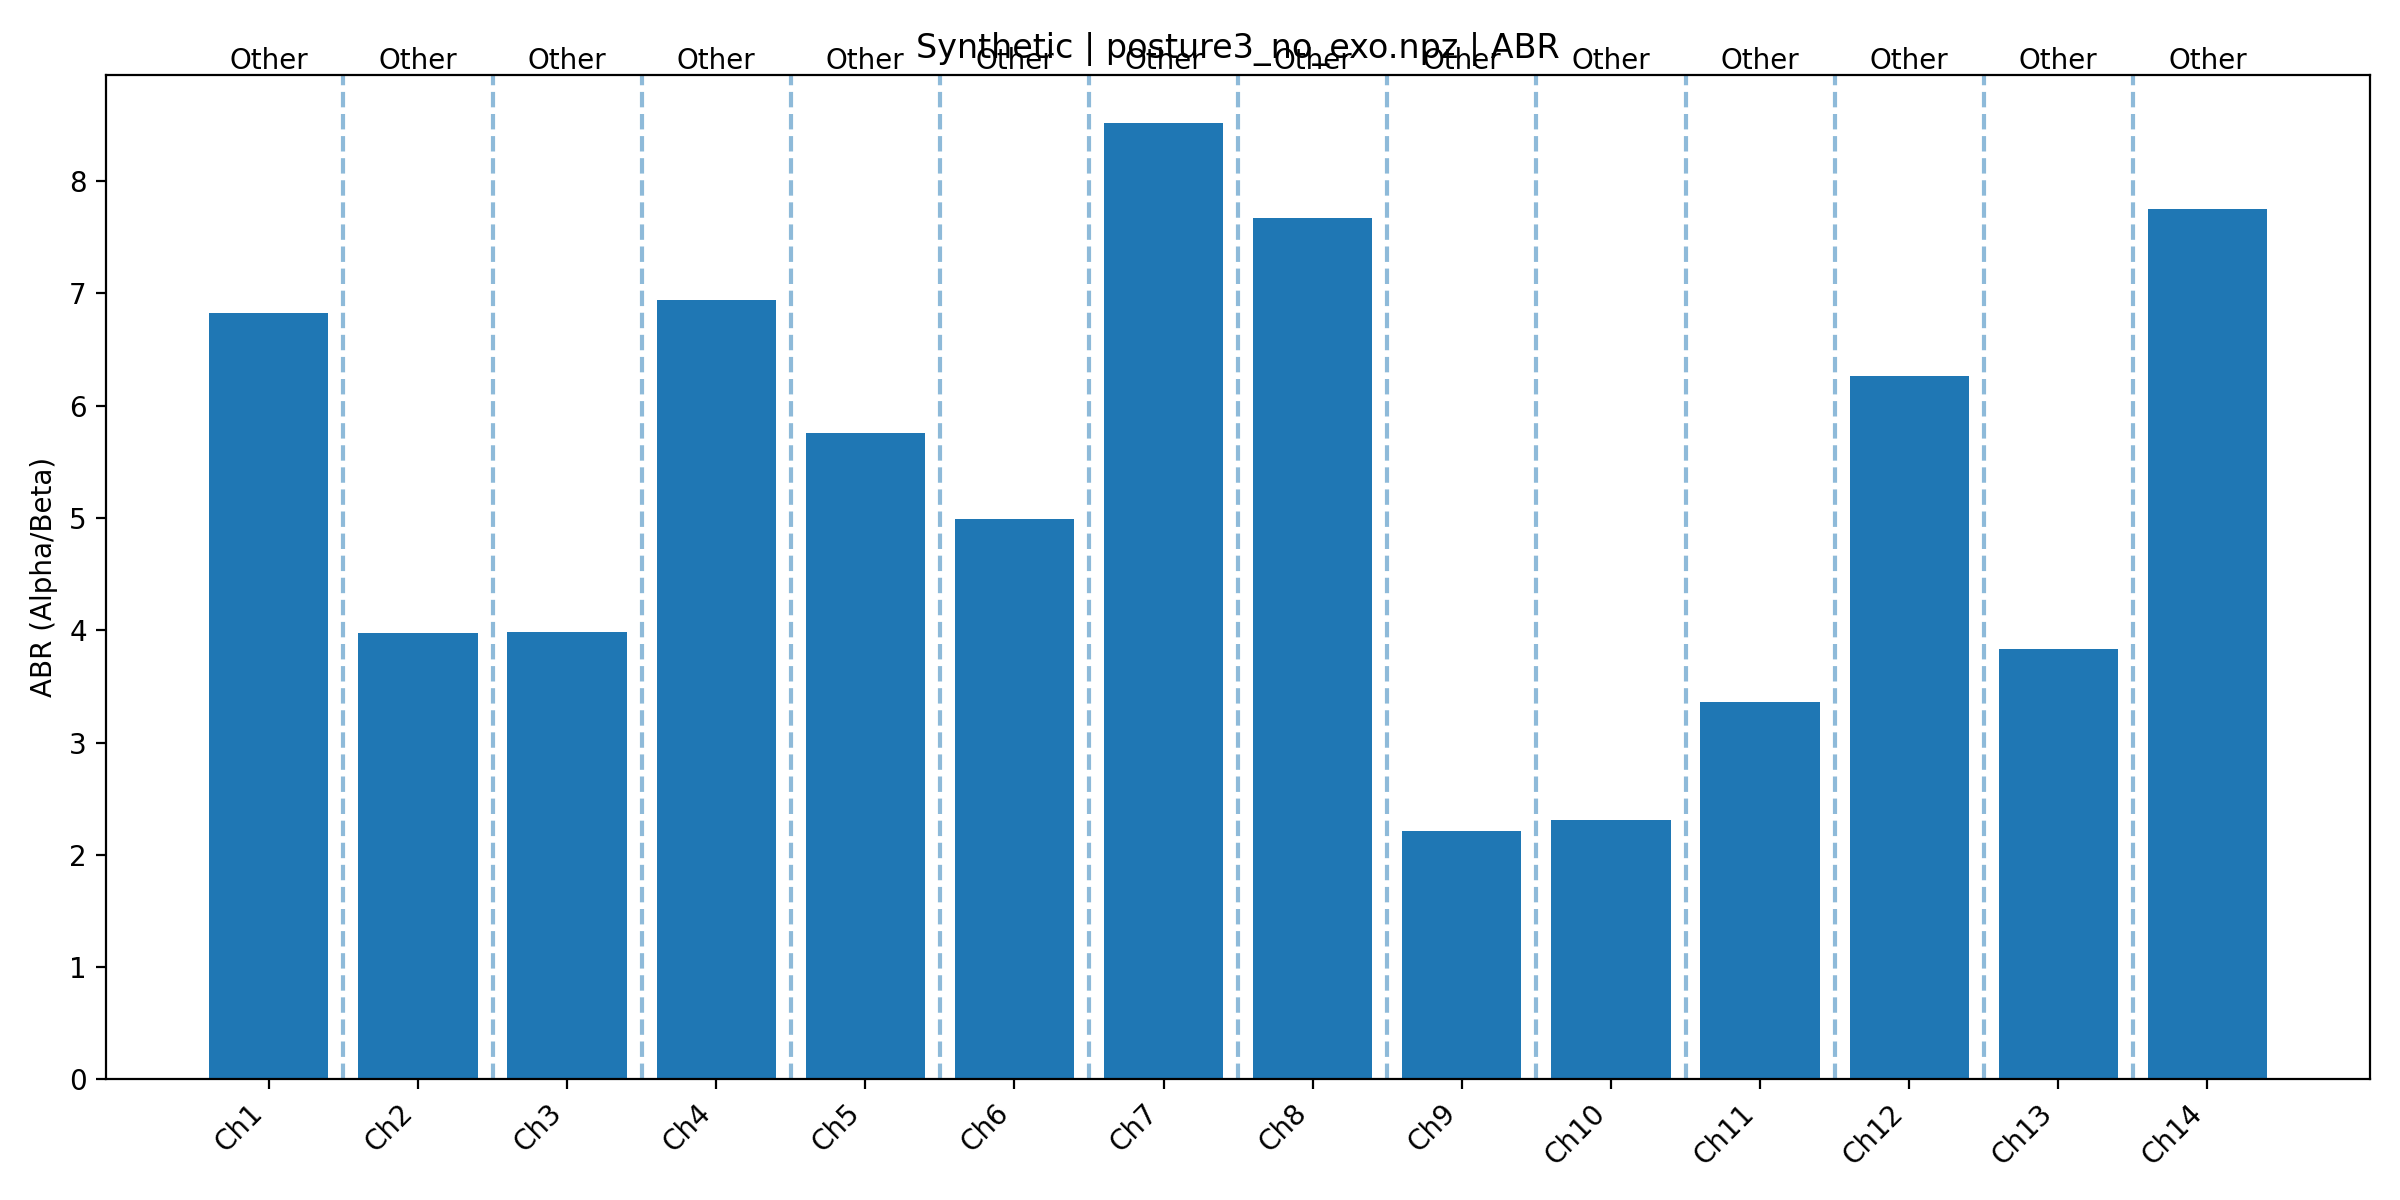 Synthetic | posture3_no_exo.npz | ABR
Other Other Other Other Other Other Other Other Other Other Other Other Other Other
8
7
6
5
4
3
2
1
0
ABR (Alpha/Beta)
Ch1 Ch2 Ch3 Ch4 Ch5 Ch6 Ch7 Ch8 Ch9 Ch10 Ch11 Ch12 Ch13 Ch14